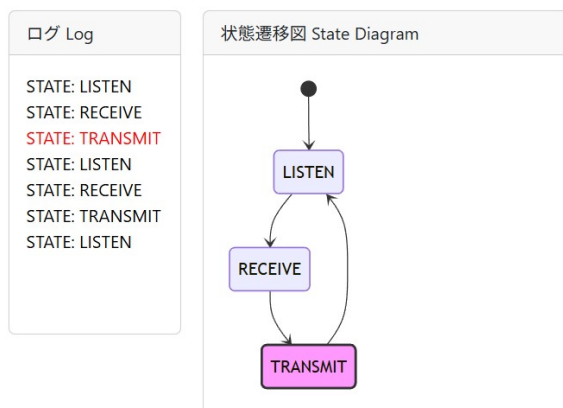 ログ Log
STATE: LISTEN
STATE: RECEIVE
STATE: TRANSMIT
STATE: LISTEN
STATE: RECEIVE
STATE: TRANSMIT
STATE: LISTEN
状態遷移図 State Diagram
LISTEN
RECEIVE
TRANSMIT